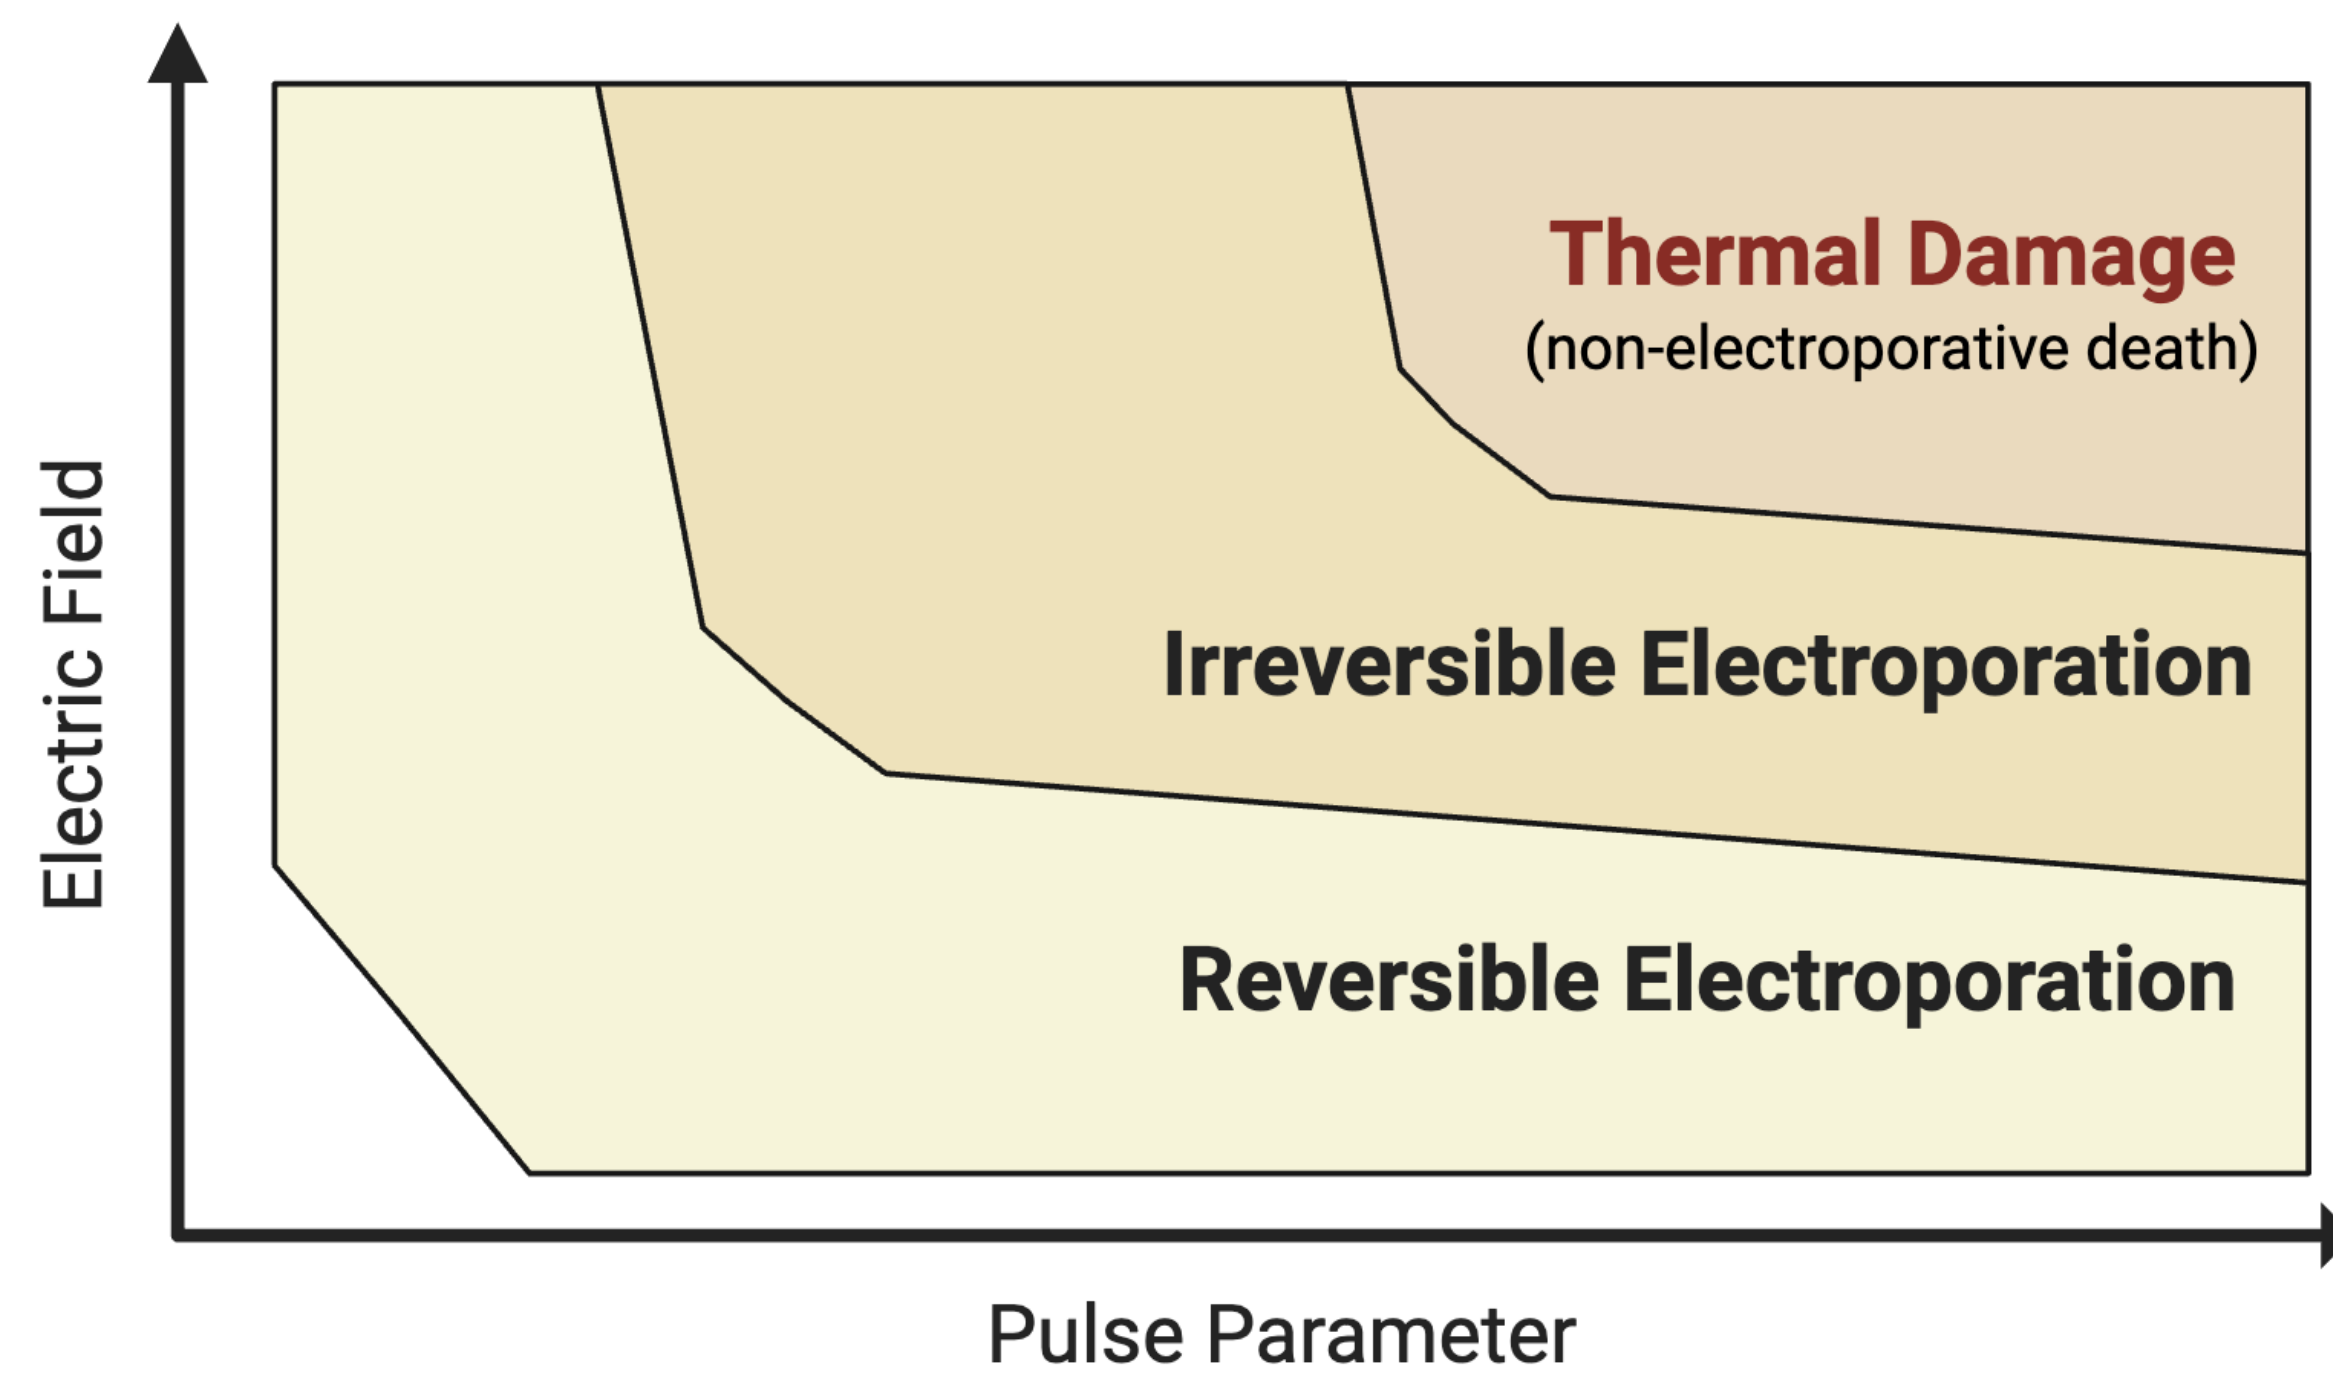 Thermal Damage
(non-electroporative death)
Irreversible Electroporation
Reversible Electroporation
Electric Field
Pulse Parameter